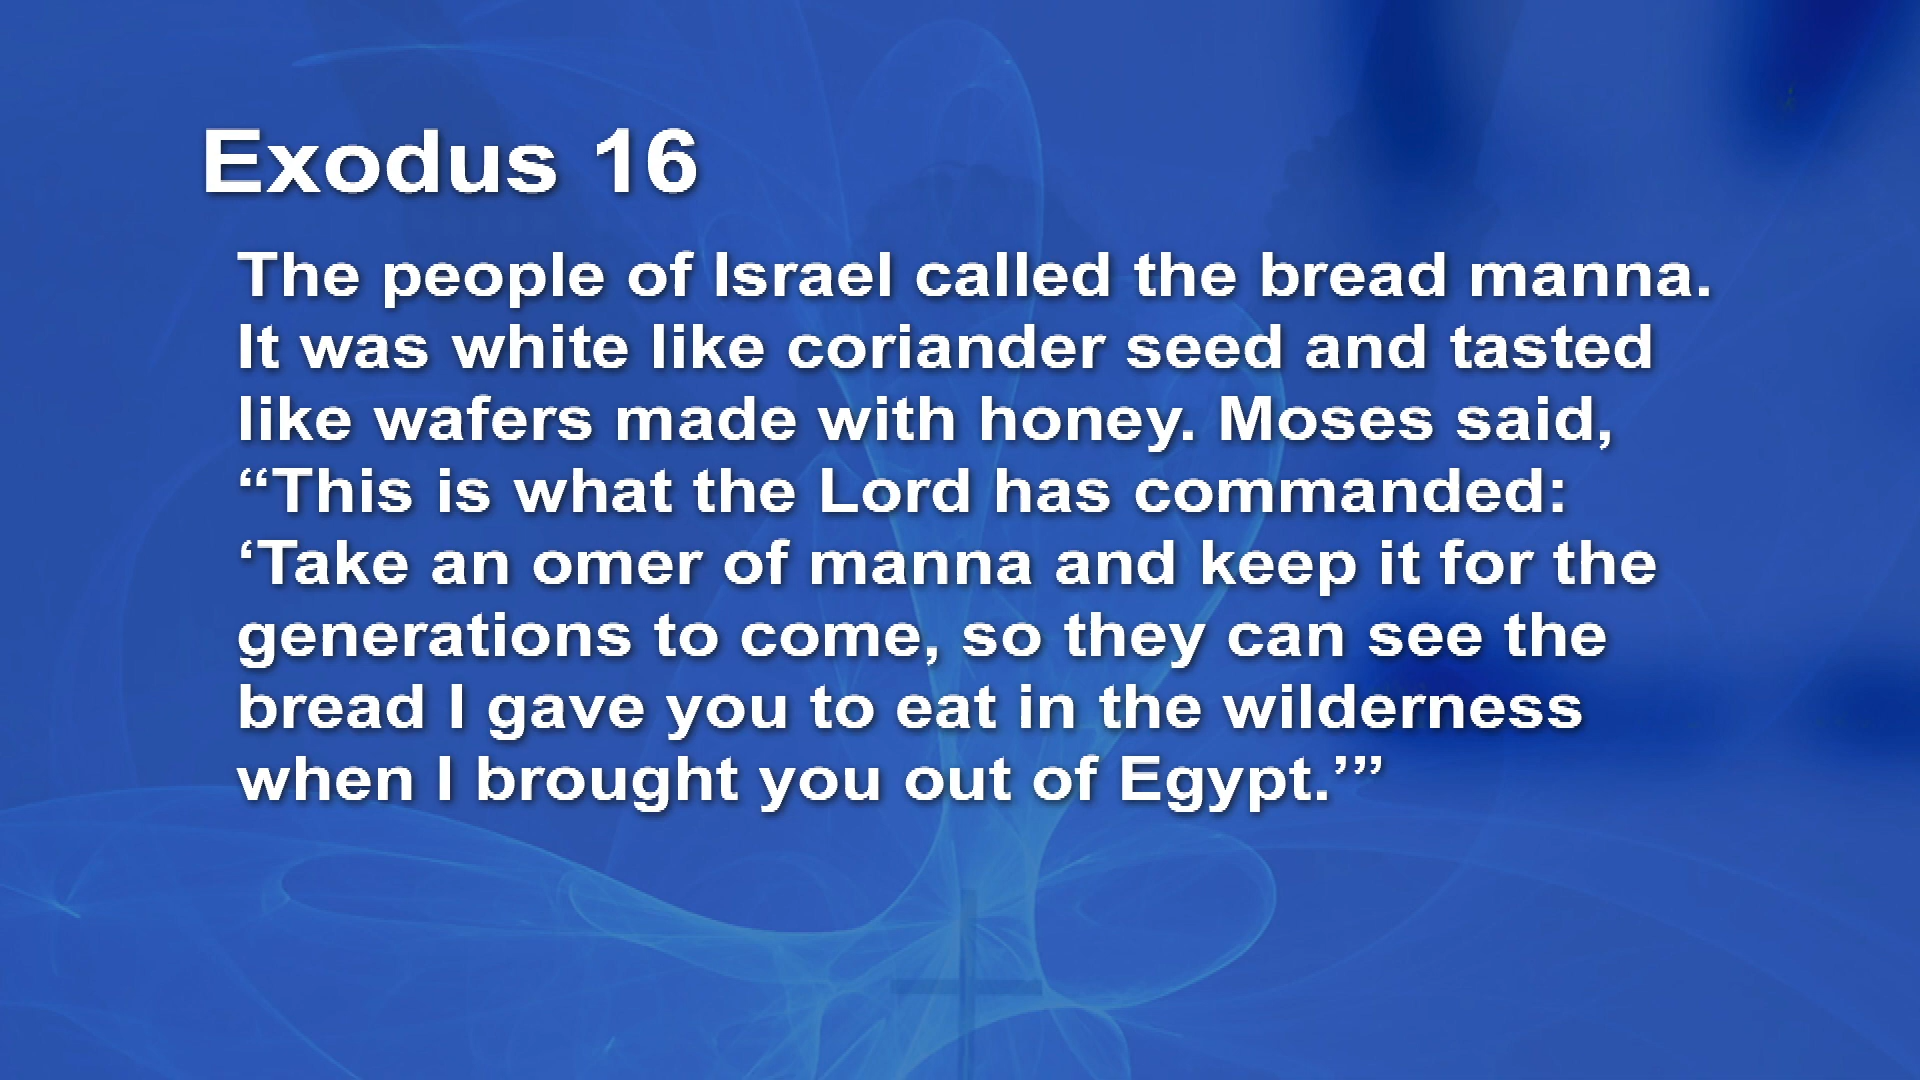 Exodus 16
The people of Israel called the bread manna.
It was white like coriander seed and tasted
like wafers made with honey. Moses said,
“This is what the Lord has commanded:
‘Take an omer of manna and keep it for the
generations to come, so they can see the
bread I gave you to eat in the wilderness
when I brought you out of Egypt.’”